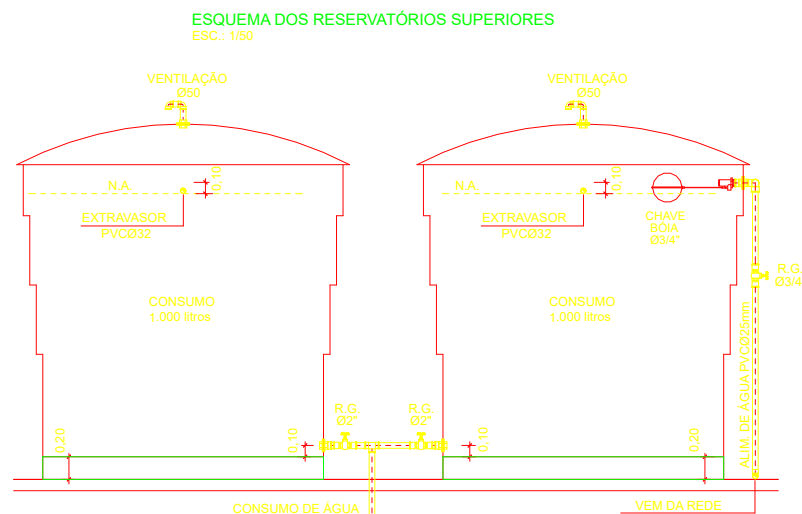 ESQUEMA DOS RESERVATÓRIOS SUPERIORES
ESC.: 1/50
VENTILAÇÃO
Ø50
VENTILAÇÃO
Ø50
N.A.
0,10
EXTRAVASOR
PVCØ32
N.A.
0,10
EXTRAVASOR
PVCØ32
CHAVE
BÓIA
Ø3/4"
R.G.
Ø3/4
CONSUMO
1.000 litros
CONSUMO
1.000 litros
ALIM. DE ÁGUA PVCØ25mm
R.G.
Ø2"
R.G.
Ø2"
0,20
0,10
0,10
0,20
CONSUMO DE ÁGUA
VEM DA REDE